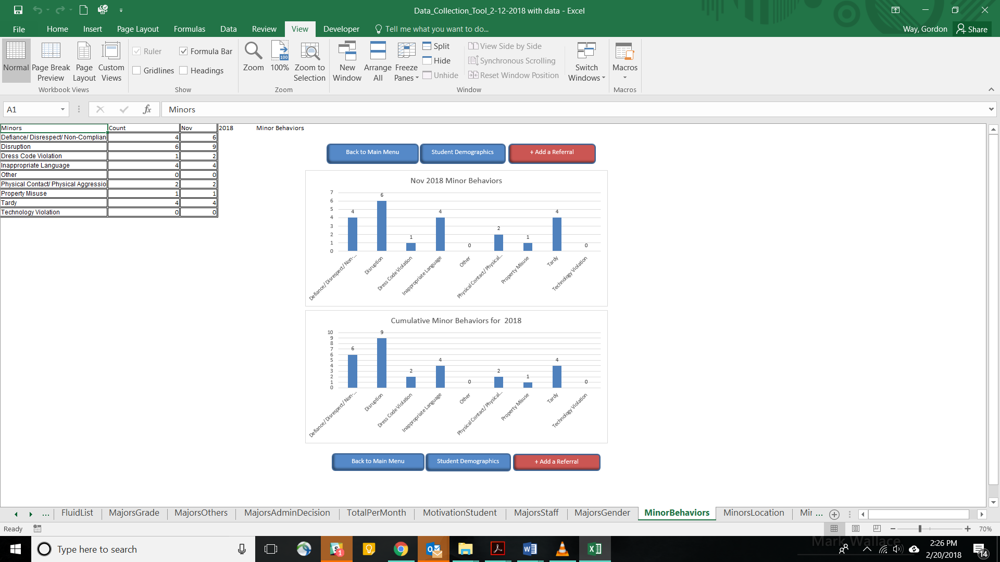 Data_Collection_Tool_2-12-2018 with data - Excel
File Home Insert Page Layout Formulas Data Review View Developer Tell me what you want to do... Way, Gordon Share
Normal Page Break Preview Page Layout Custom Views
Workbook Views
Ruler Formula Bar
Gridlines Headings
Show
Zoom 100% Zoom to Selection
100
Zoom
New Window Arrange All Freeze Panes
Split
Hide
Unhide
View Side by Side
Synchronous Scrolling
Reset Window Position
Switch Windows
Window
Macros
Macros
A1 fx Minors
Minors Count Nov 2018 Minor Behaviors
Defiance/ Disrespect/ Non-Complian 4 6
Disruption 6 9
Dress Code Violation 1 2
Inappropriate Language 4 4
Other 0 0
Physical Contact/ Physical Aggressio 2 2
Property Misuse 1 1
Tardy 4 4
Technology Violation 0 0
Back to Main Menu Student Demographics + Add a Referral
Nov 2018 Minor Behaviors
7
6
5
4
3
2
1
0
4 6 1 4 0 2 1 4 0
Defiance/ Disrespect/ Non-...
Disruption
Dress Code Violation
Inappropriate Language
Other
Physical Contact/ Physical...
Property Misuse
Tardy
Technology Violation
Cumulative Minor Behaviors for 2018
10
9
8
7
6
5
4
3
2
1
0
6 9 2 4 0 2 1 4 0
Defiance/ Disrespect/ Non-...
Disruption
Dress Code Violation
Inappropriate Language
Other
Physical Contact/ Physical...
Property Misuse
Tardy
Technology Violation
Back to Main Menu Student Demographics + Add a Referral
... FluidList MajorsGrade MajorsOthers MajorsAdminDecision TotalPerMonth MotivationStudent MajorsStaff MajorsGender MinorBehaviors MinorsLocation Mir ...
Ready 70%
Mark Wallace
Type here to search
1
2:26 PM
2/20/2018
14